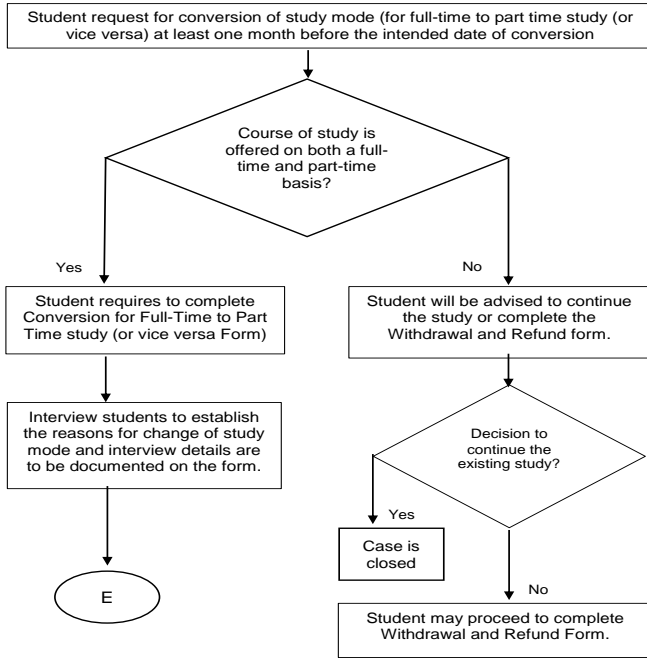 Student request for conversion of study mode (for full-time to part time study (or
vice versa) at least one month before the intended date of conversion
Course of study is
offered on both a full-
time and part-time
basis?
Yes
No
Student requires to complete
Conversion for Full-Time to Part
Time study (or vice versa Form)
Student will be advised to continue
the study or complete the
Withdrawal and Refund form.
Interview students to establish
the reasons for change of study
mode and interview details are
to be documented on the form.
Decision to
continue the
existing study?
Yes
Case is
closed
E
No
Student may proceed to complete
Withdrawal and Refund Form.